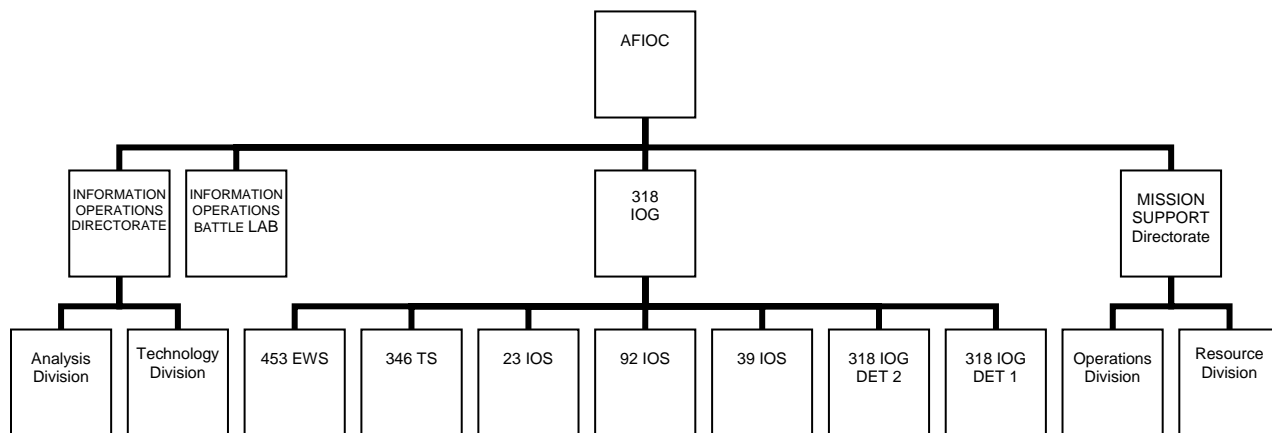 AFIOC
INFORMATION
OPERATIONS
DIRECTORATE
INFORMATION
OPERATIONS
BATTLE LAB
318
IOG
MISSION
SUPPORT
Directorate
Analysis
Division
Technology
Division
453 EWS
346 TS
23 IOS
92 IOS
39 IOS
318 IOG
DET 2
318 IOG
DET 1
Operations
Division
Resource
Division